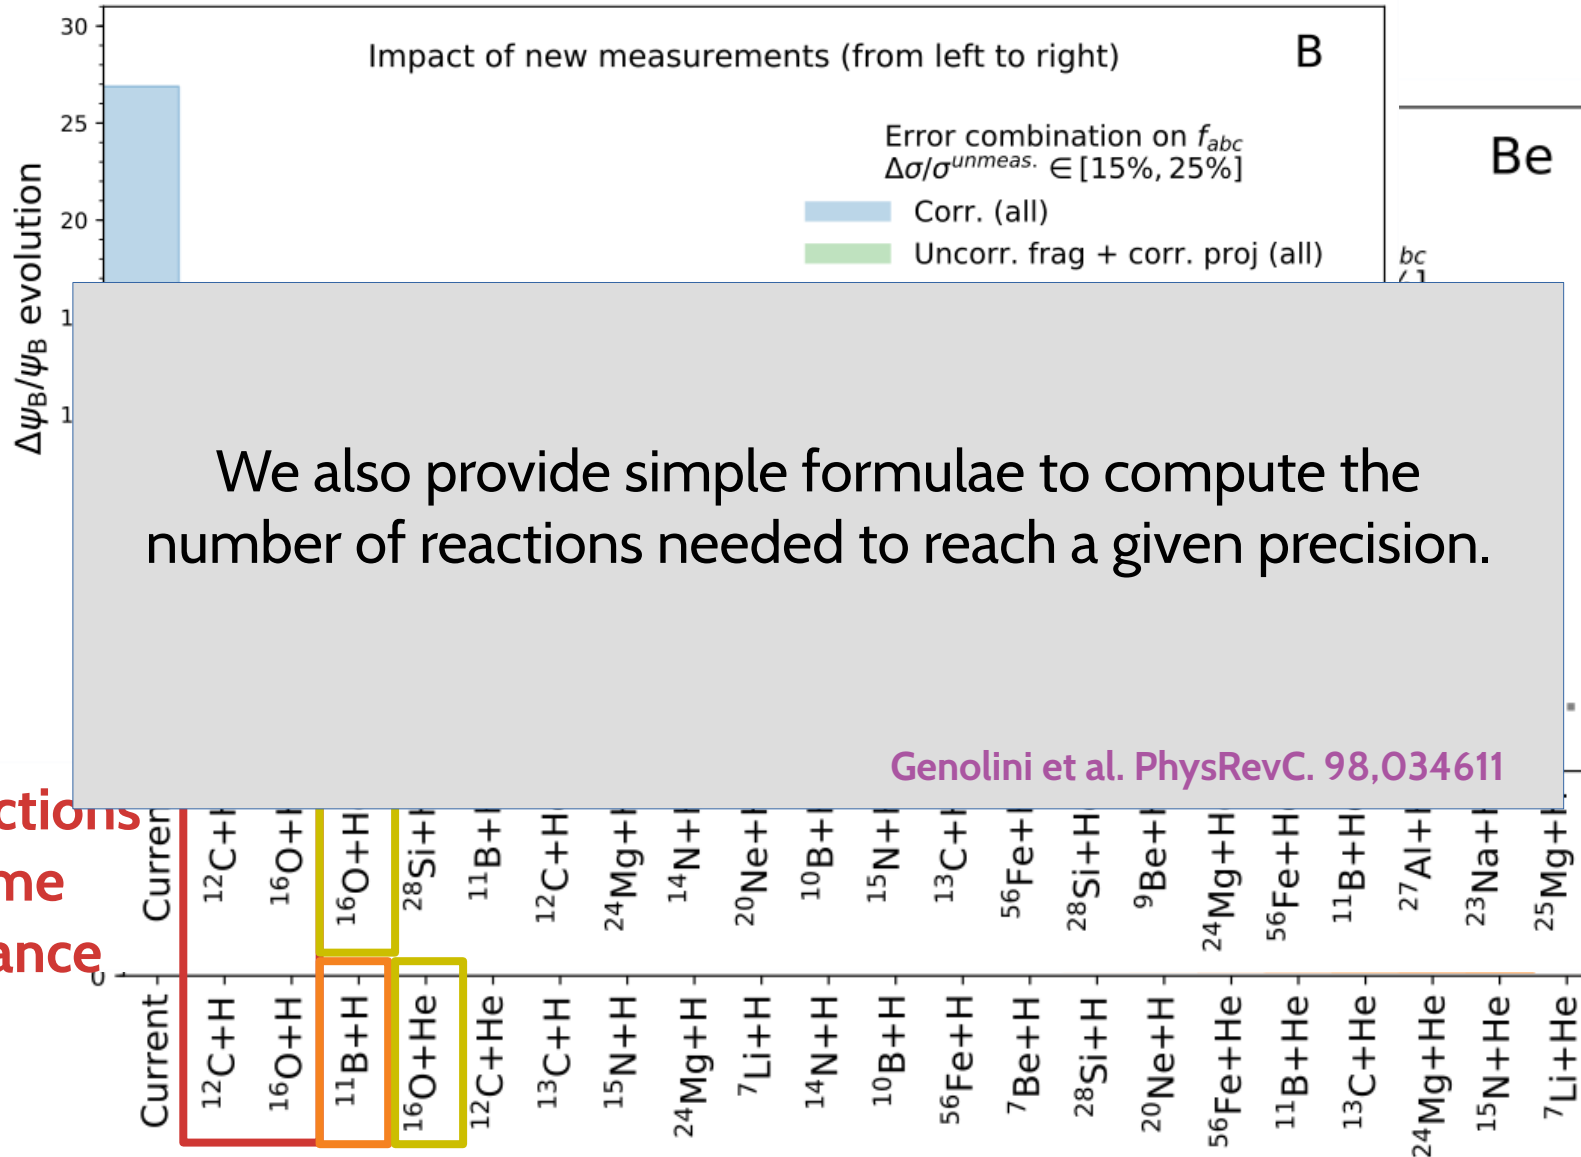 30
Impact of new measurements (from left to right)
B
25
Error combination on f_abc
Δσ/σ^unmeas. ∈ [15%, 25%]
Be
20
Corr. (all)
Uncorr. frag + corr. proj (all)
bc
Δψ_B/ψ_B evolution
We also provide simple formulae to compute the
number of reactions needed to reach a given precision.
Genolini et al. PhysRevC. 98,034611
ctions
me
ance
¹²C+
¹⁶O+
¹⁶O+H
²⁸Si+
¹¹B+
¹²C+H
²⁴Mg+
¹⁴N+
²⁰Ne+
¹⁰B+
¹⁵N+
¹³C+
⁵⁶Fe+
²⁸Si+H
⁹Be+
²⁴Mg+H
⁵⁶Fe+H
¹¹B+H
²⁷Al+
²³Na+
²⁵Mg+
0
Current
¹²C+H
¹⁶O+H
¹¹B+H
¹⁶O+He
¹²C+He
¹³C+H
¹⁵N+H
²⁴Mg+H
⁷Li+H
¹⁴N+H
¹⁰B+H
⁵⁶Fe+H
⁷Be+H
²⁸Si+H
²⁰Ne+H
⁵⁶Fe+He
¹¹B+He
¹³C+He
²⁴Mg+He
¹⁵N+He
⁷Li+He